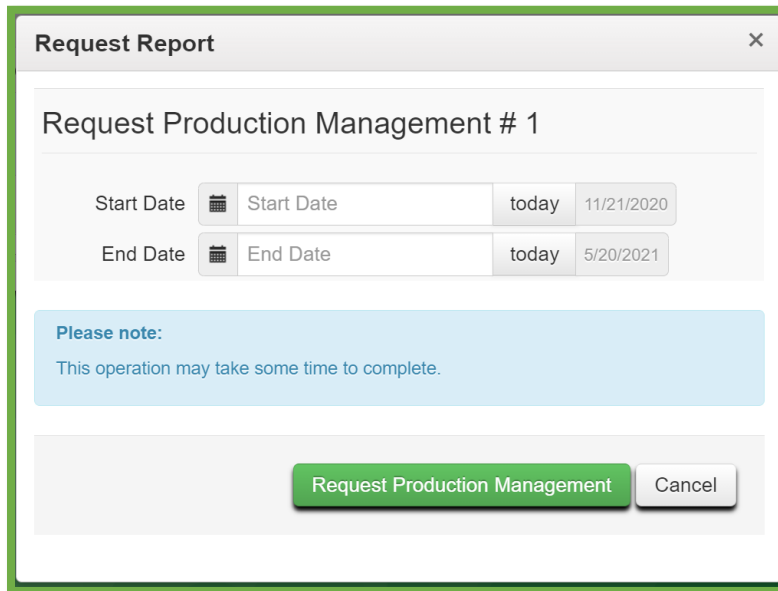 Request Report ×
Request Production Management # 1
Start Date Start Date today 11/21/2020
End Date End Date today 5/20/2021
Please note:
This operation may take some time to complete.
Request Production Management Cancel